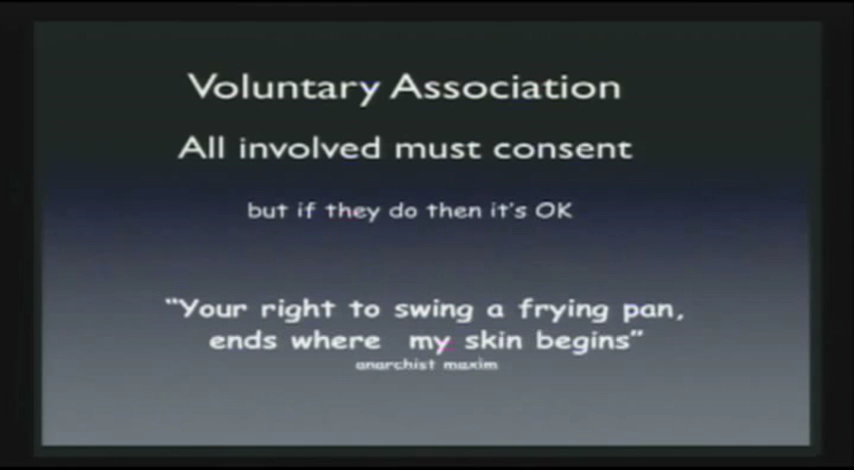 Voluntary Association
All involved must consent
but if they do then it's OK
"Your right to swing a frying pan,
ends where my skin begins"
anarchist maxim